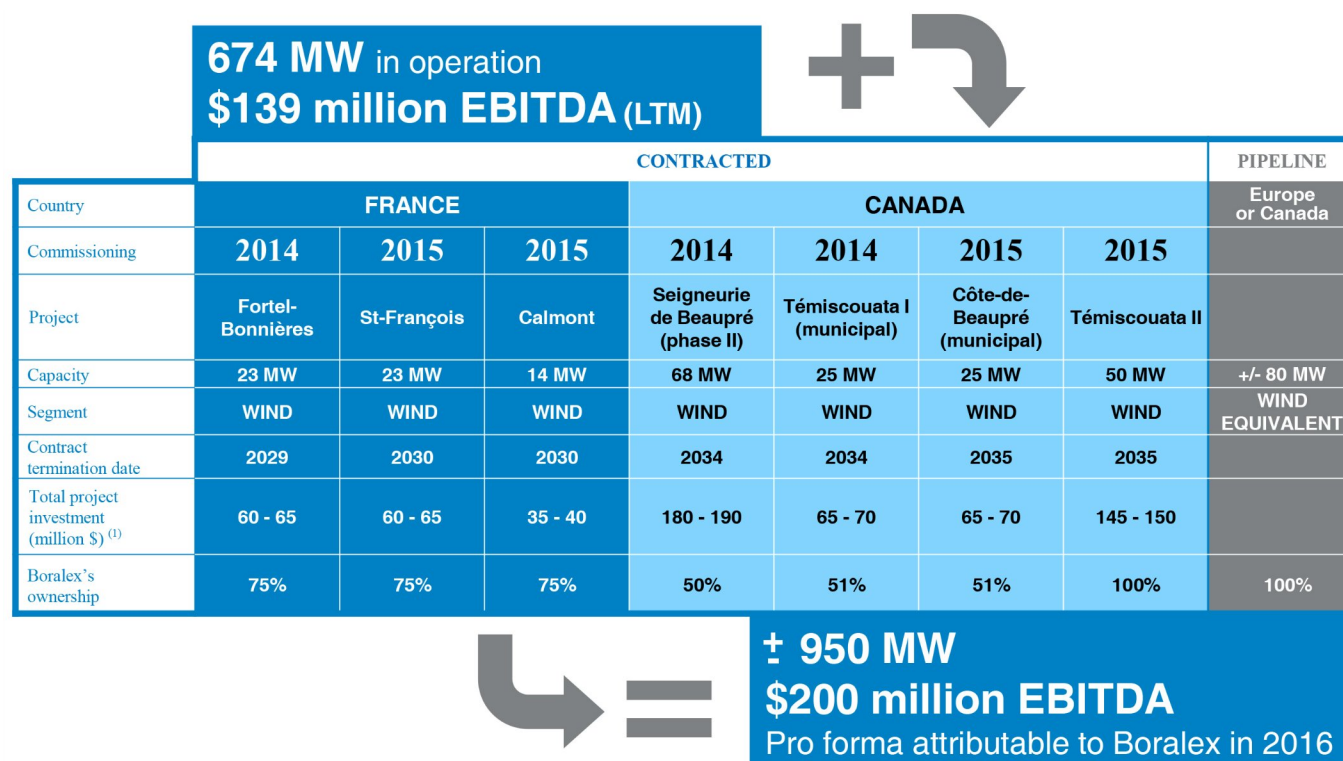 674 MW in operation
$139 million EBITDA (LTM)
CONTRACTED PIPELINE
Country FRANCE CANADA Europe or Canada
Commissioning 2014 2015 2015 2014 2014 2015 2015
Project Fortel-Bonnières St-François Calmont Seigneurie de Beaupré (phase II) Témiscouata I (municipal) Côte-de-Beaupré (municipal) Témiscouata II
Capacity 23 MW 23 MW 14 MW 68 MW 25 MW 25 MW 50 MW +/- 80 MW
Segment WIND WIND WIND WIND WIND WIND WIND WIND EQUIVALENT
Contract termination date 2029 2030 2030 2034 2034 2035 2035
Total project investment (million $) (1) 60 - 65 60 - 65 35 - 40 180 - 190 65 - 70 65 - 70 145 - 150
Boralex’s ownership 75% 75% 75% 50% 51% 51% 100% 100%
± 950 MW
$200 million EBITDA
Pro forma attributable to Boralex in 2016